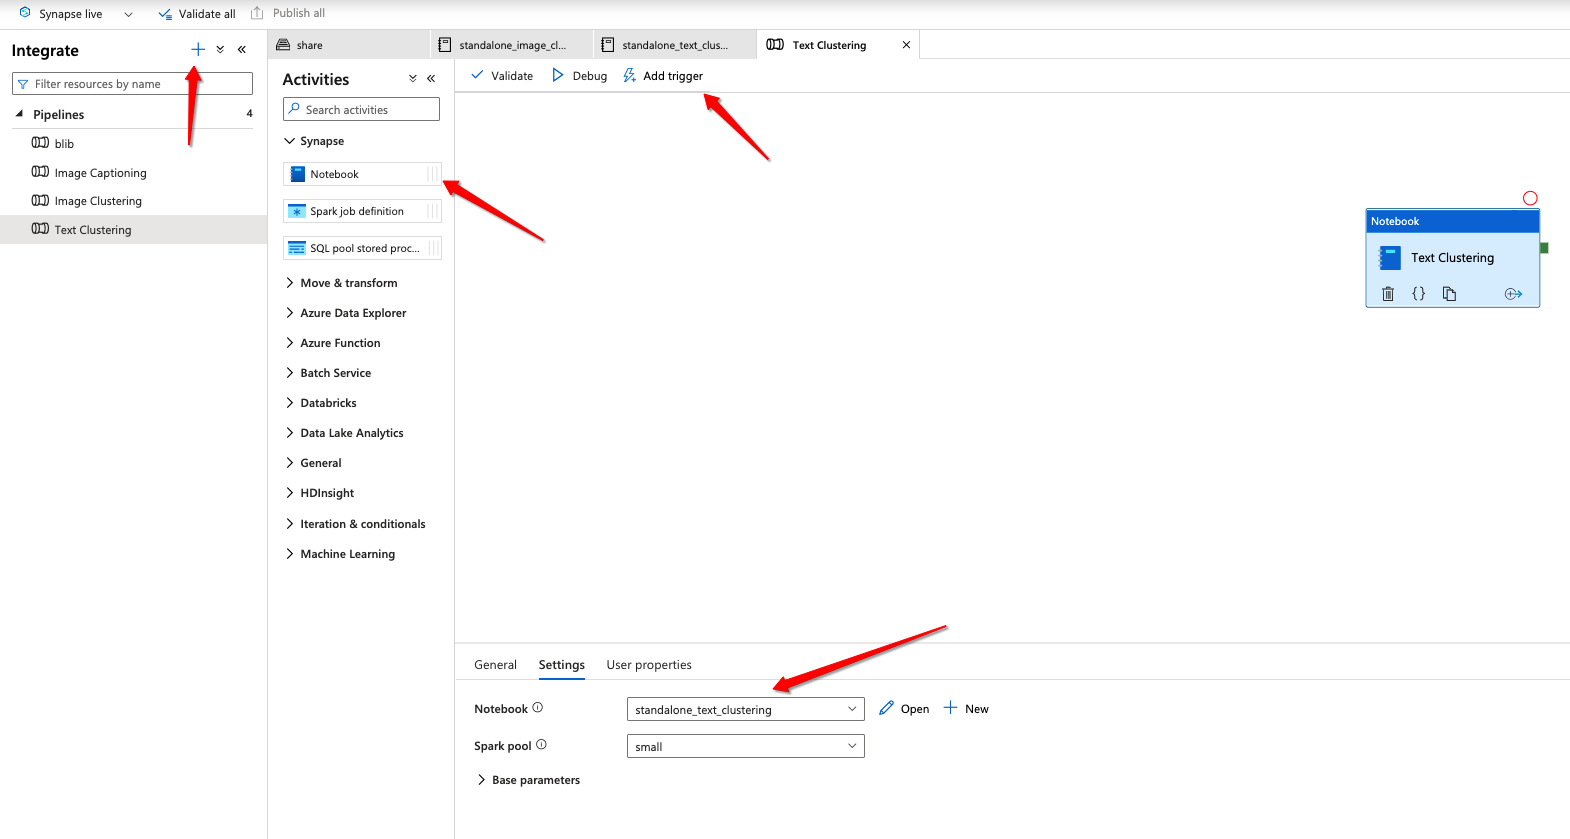 Synapse live
Validate all
Publish all
Integrate
Filter resources by name
Pipelines 4
blib
Image Captioning
Image Clustering
Text Clustering
share
standalone_image_cl...
standalone_text_clus...
Text Clustering
Activities
Search activities
Synapse
Notebook
Spark job definition
SQL pool stored proc...
Move & transform
Azure Data Explorer
Azure Function
Batch Service
Databricks
Data Lake Analytics
General
HDInsight
Iteration & conditionals
Machine Learning
Validate
Debug
Add trigger
Notebook
Text Clustering
General
Settings
User properties
Notebook
standalone_text_clustering
Open
New
Spark pool
small
Base parameters